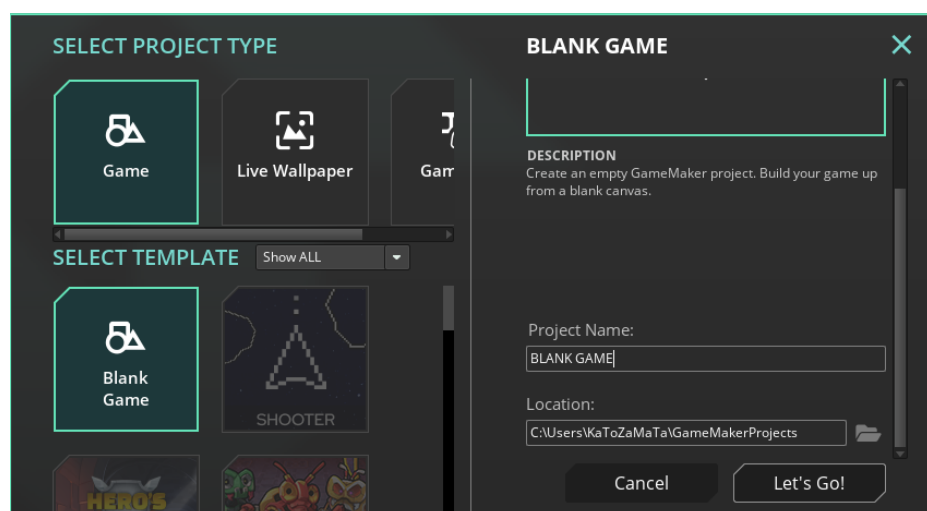 SELECT PROJECT TYPE
Game
Live Wallpaper
Gam
SELECT TEMPLATE
Show ALL
Blank
Game
SHOOTER
HERO'S
BLANK GAME
DESCRIPTION
Create an empty GameMaker project. Build your game up
from a blank canvas.
Project Name:
BLANK GAME
Location:
C:\Users\KaToZaMaTa\GameMakerProjects
Cancel
Let's Go!